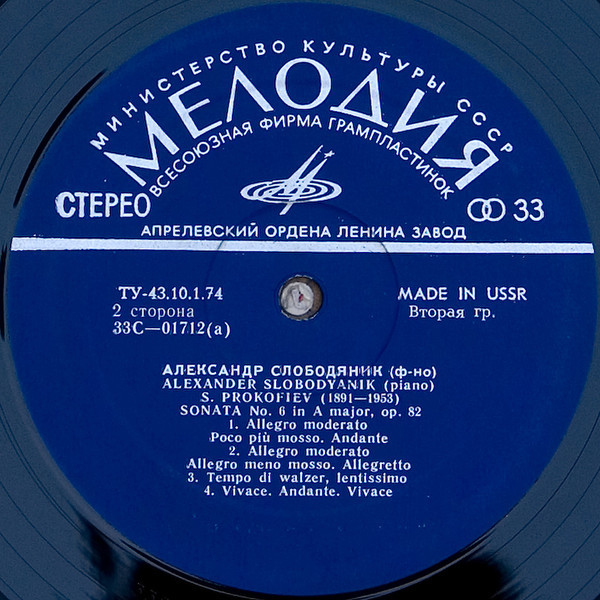 МИНИСТЕРСТВО КУЛЬТУРЫ СССР
МЕЛОДИЯ
ВСЕСОЮЗНАЯ ФИРМА ГРАМПЛАСТИНОК
СТЕРЕО
33
АПРЕЛЕВСКИЙ ОРДЕНА ЛЕНИНА ЗАВОД
ТУ-43.10.1.74
MADE IN USSR
2 сторона
Вторая гр.
33С—01712(а)
АЛЕКСАНДР СЛОБОДЯНИК (ф-но)
ALEXANDER SLOBODYANIK (piano)
S. PROKOFIEV (1891—1953)
SONATA No. 6 in A major, op. 82
1. Allegro moderato
Poco più mosso. Andante
2. Allegro moderato
Allegro meno mosso. Allegretto
3. Tempo di walzer, lentissimo
4. Vivace. Andante. Vivace